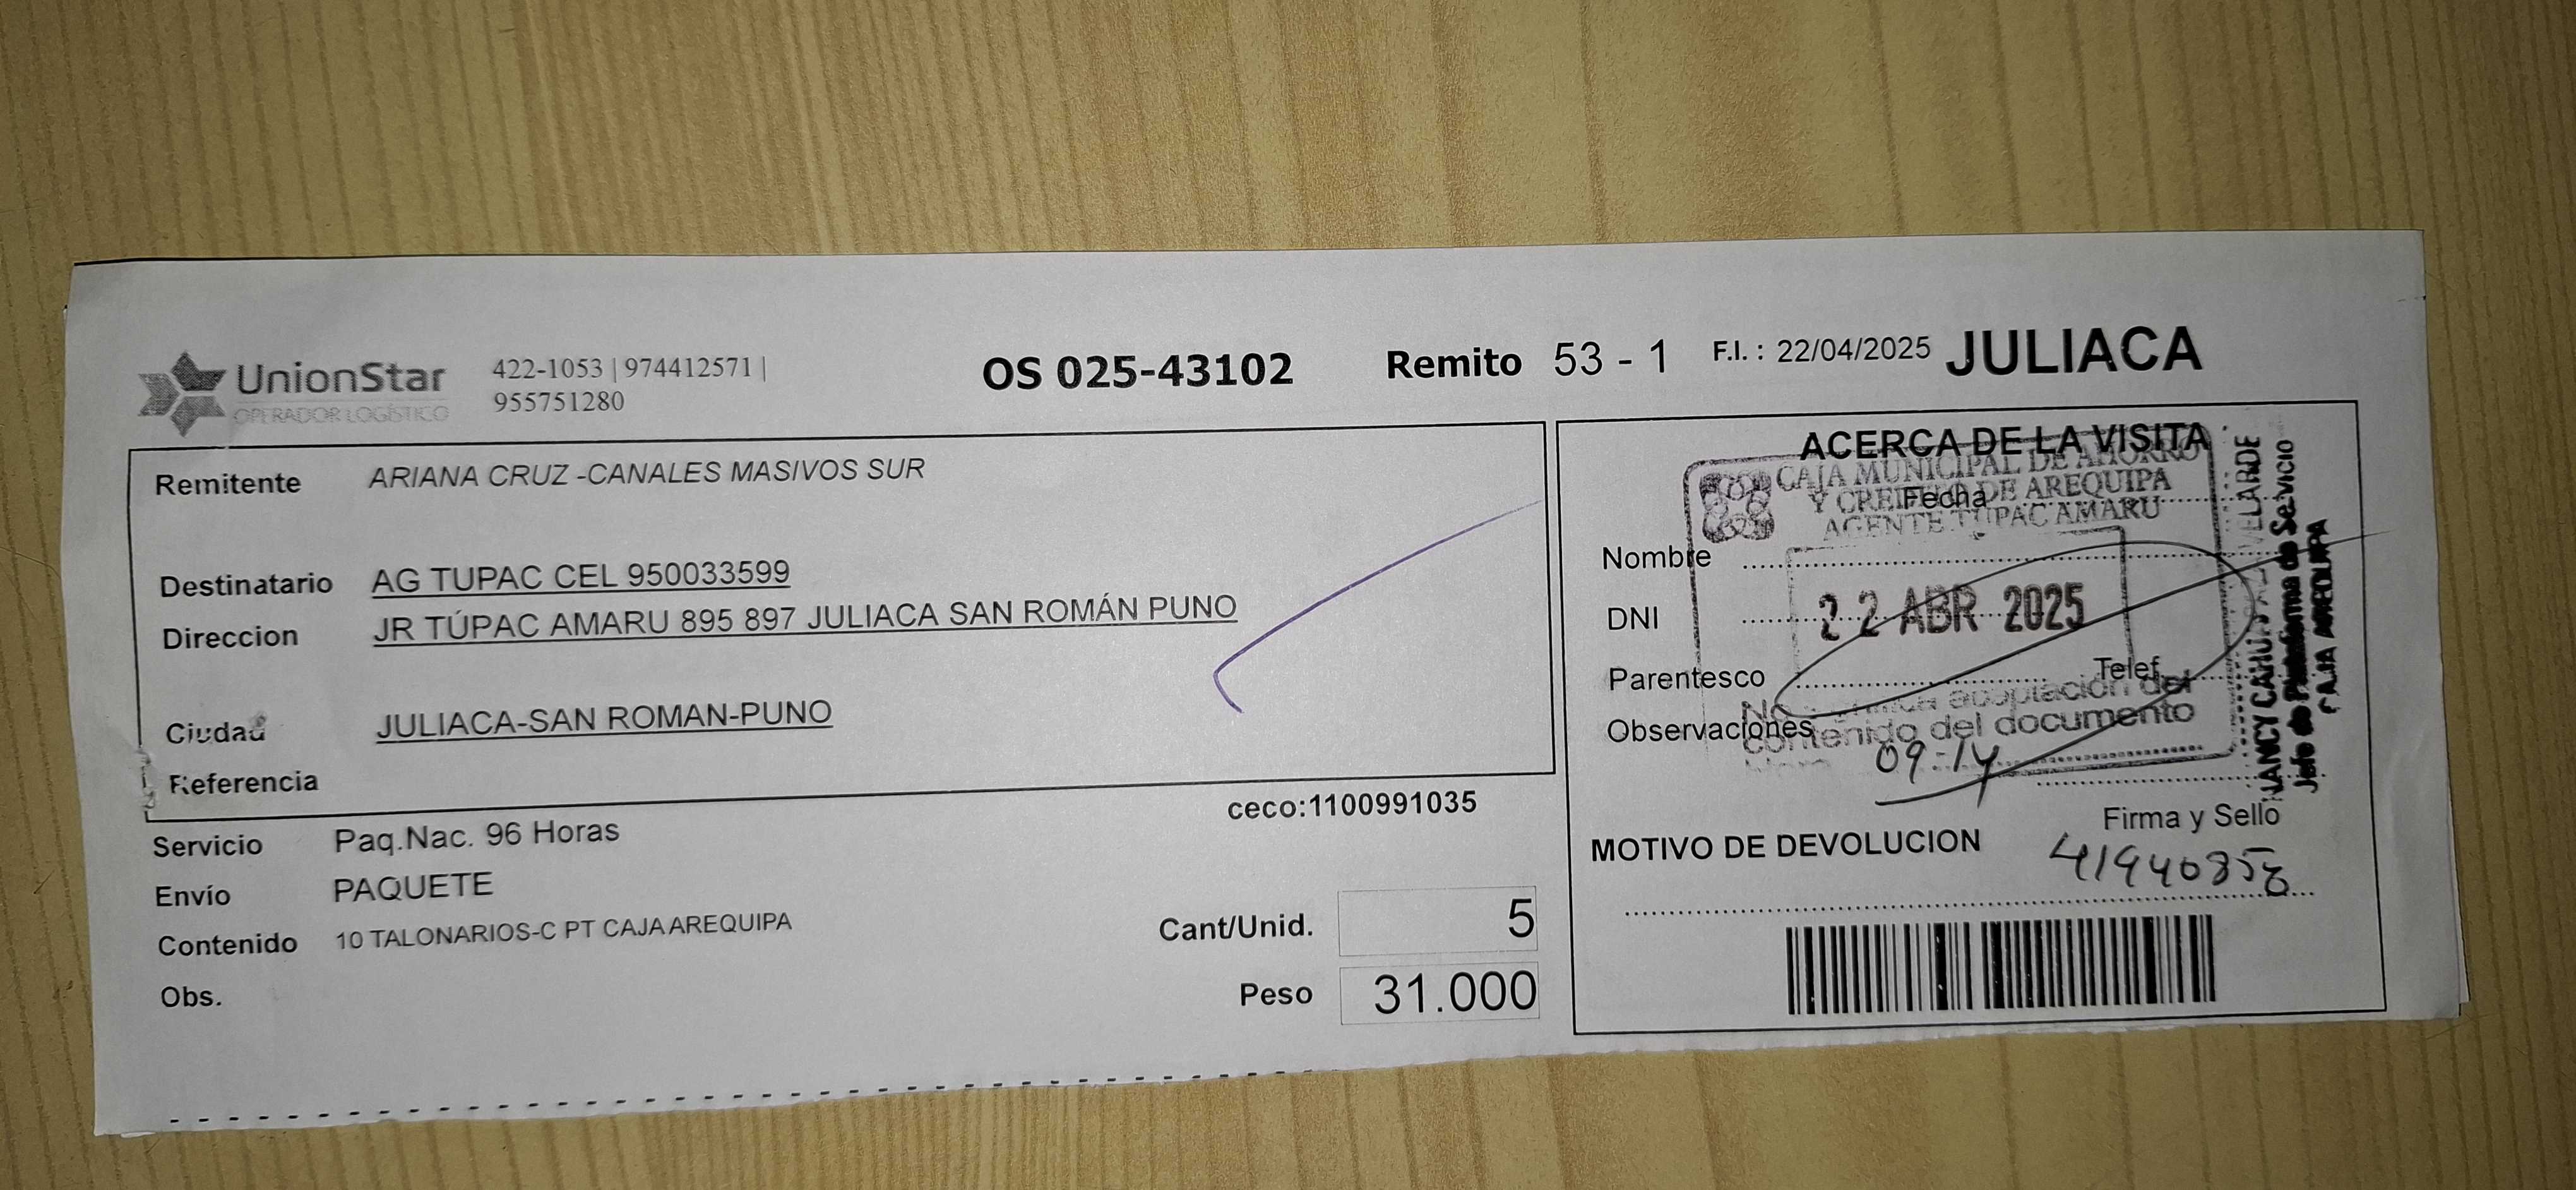 UnionStar
OPERADOR LOGÍSTICO
422-1053 | 974412571 |
955751280
OS 025-43102
Remito 53 - 1
F.I. : 22/04/2025
JULIACA
Remitente ARIANA CRUZ -CANALES MASIVOS SUR
Destinatario AG TUPAC CEL 950033599
Direccion JR TÚPAC AMARU 895 897 JULIACA SAN ROMÁN PUNO
Ciudad JULIACA-SAN ROMAN-PUNO
Referencia
ceco:1100991035
Servicio Paq.Nac. 96 Horas
Envío PAQUETE
Contenido 10 TALONARIOS-C PT CAJA AREQUIPA
Obs.
Cant/Unid. 5
Peso 31.000
ACERCA DE LA VISITA
CAJA MUNICIPAL DE AHORRO
Y CREDITO DE AREQUIPA
AGENTE TUPAC AMARU
Fecha
Nombre
DNI
22 ABR 2025
Parentesco
Telef.
Observaciones
aceptación del
contenido del documento
09:14
VELARDE
Jefe de Plataforma de Servicio
CAJA AREQUIPA
Firma y Sello
MOTIVO DE DEVOLUCION
41940858